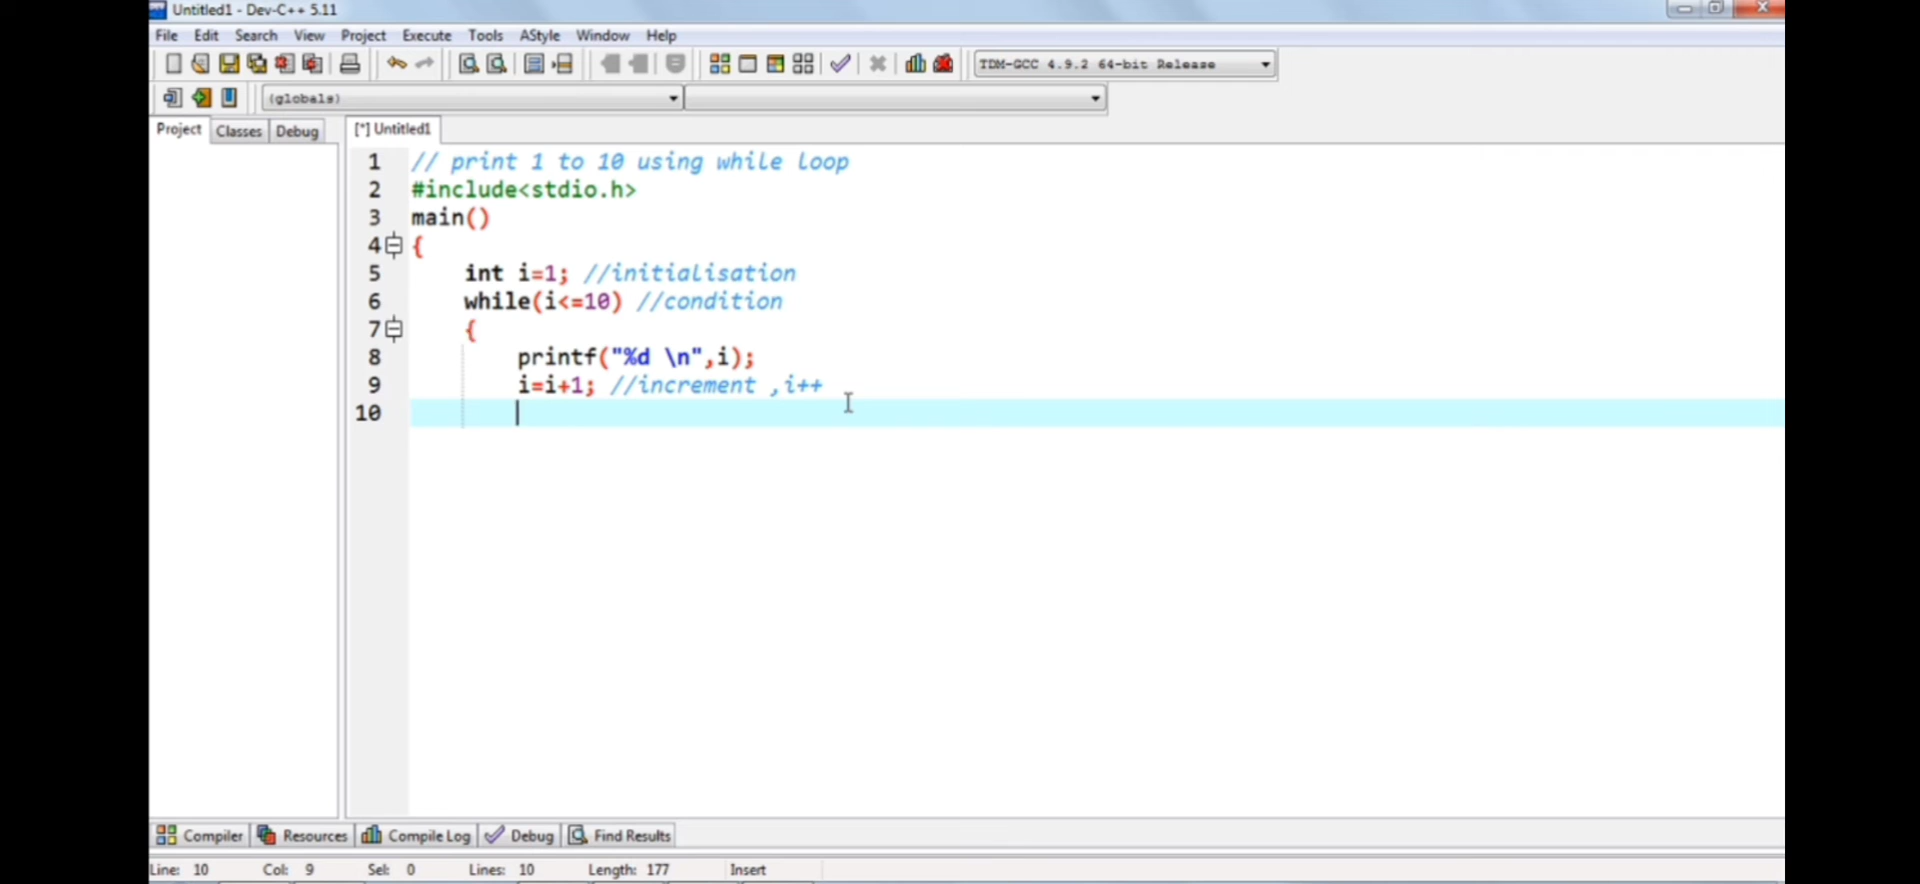 Untitled1 - Dev-C++ 5.11
File Edit Search View Project Execute Tools AStyle Window Help
TDM-GCC 4.9.2 64-bit Release
(globals)
Project Classes Debug [*] Untitled1
1 // print 1 to 10 using while loop
2 #include<stdio.h>
3 main()
4 {
5 int i=1; //initialisation
6 while(i<=10) //condition
7 {
8 printf("%d \n",i);
9 i=i+1; //increment ,i++
10
Compiler Resources Compile Log Debug Find Results
Line: 10 Col: 9 Sel: 0 Lines: 10 Length: 177 Insert